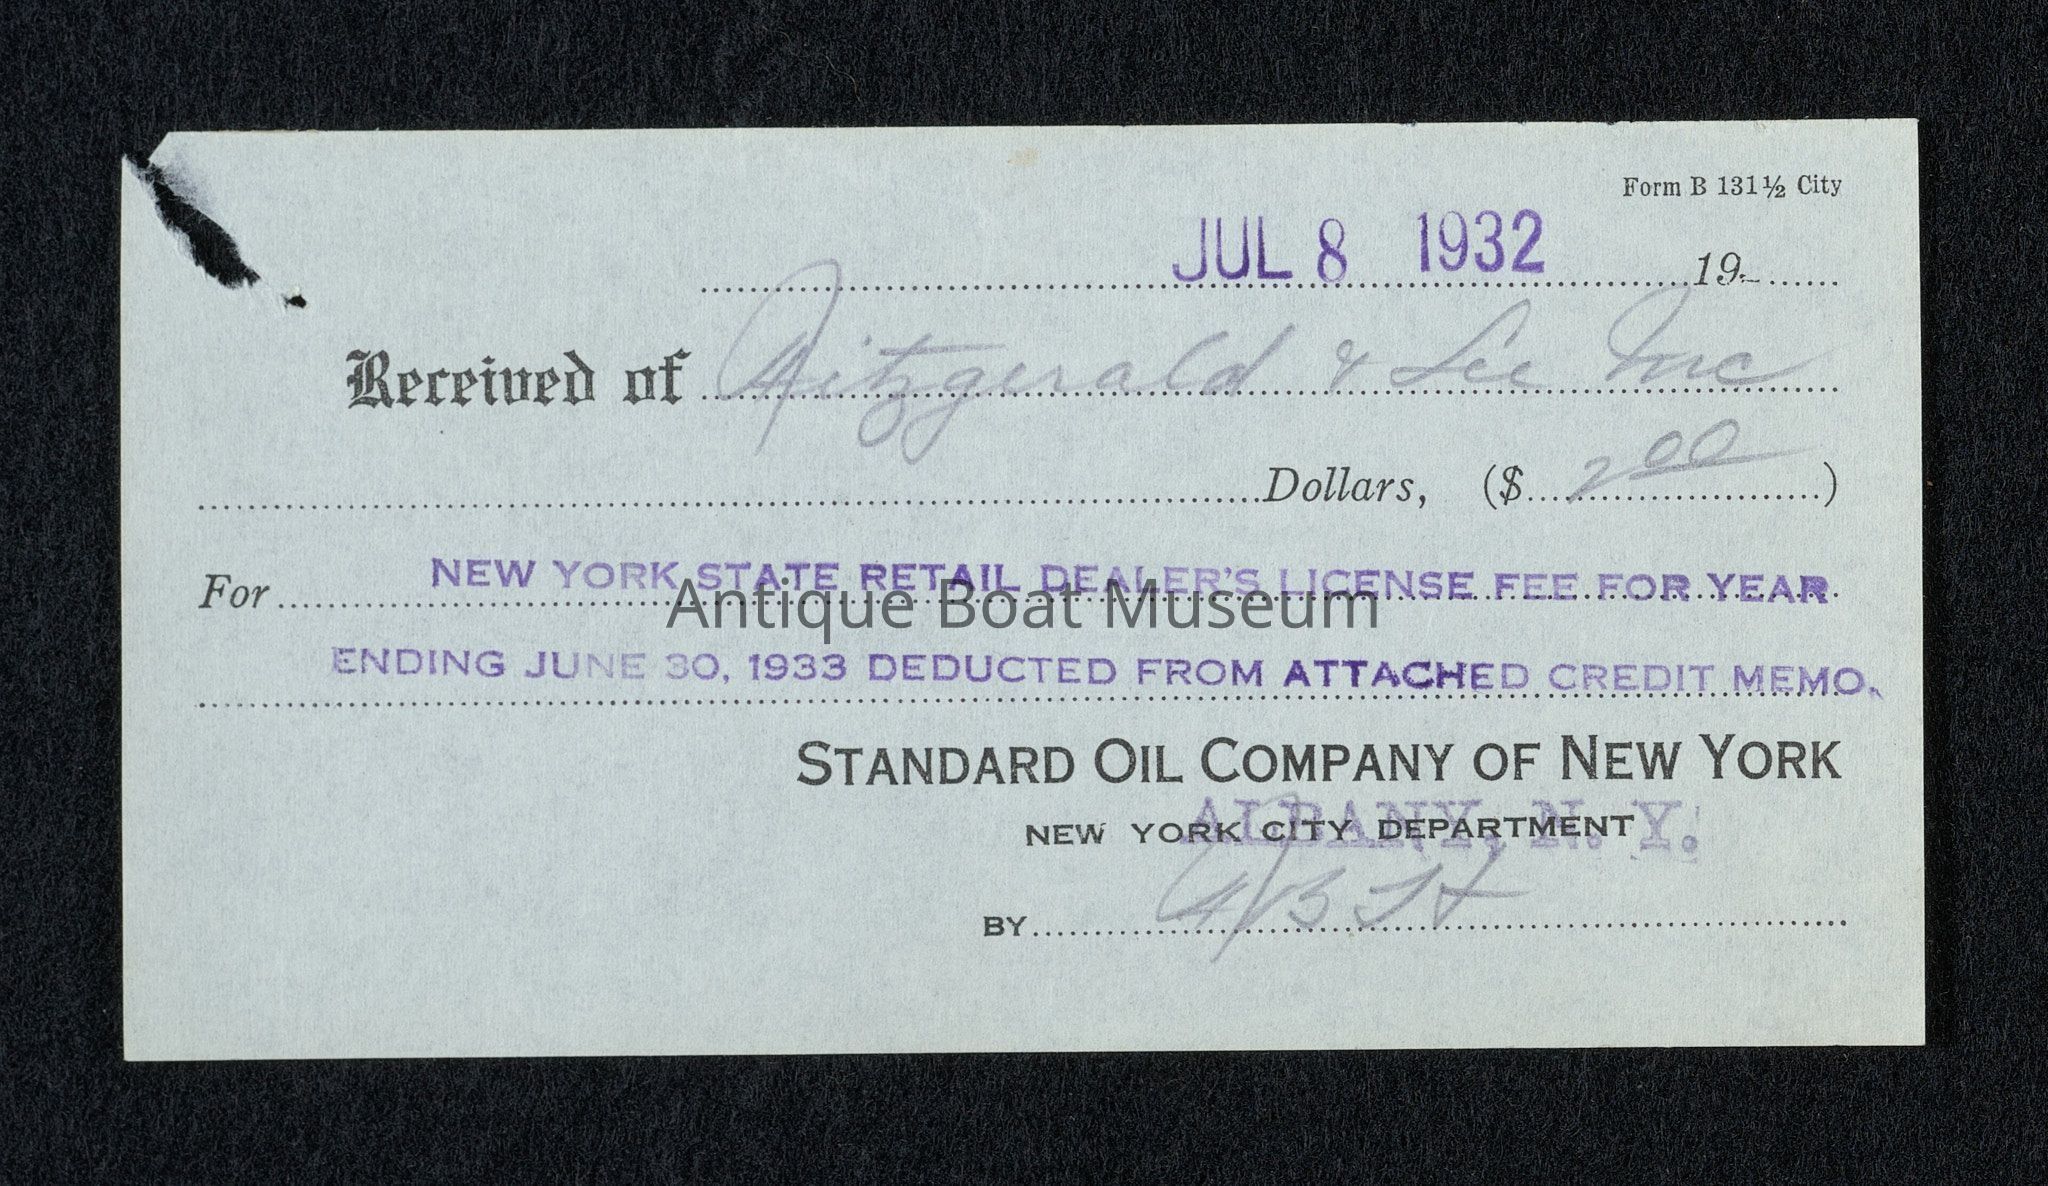 Form B 131½ City
JUL 8 1932 19
Received of Fitzgerald & Lee Inc
Dollars, ($ 2 00 )
For NEW YORK STATE RETAIL DEALER'S LICENSE FEE FOR YEAR
Antique Boat Museum
ENDING JUNE 30, 1933 DEDUCTED FROM ATTACHED CREDIT MEMO.
STANDARD OIL COMPANY OF NEW YORK
ALBANY, N. Y.
NEW YORK CITY DEPARTMENT
BY